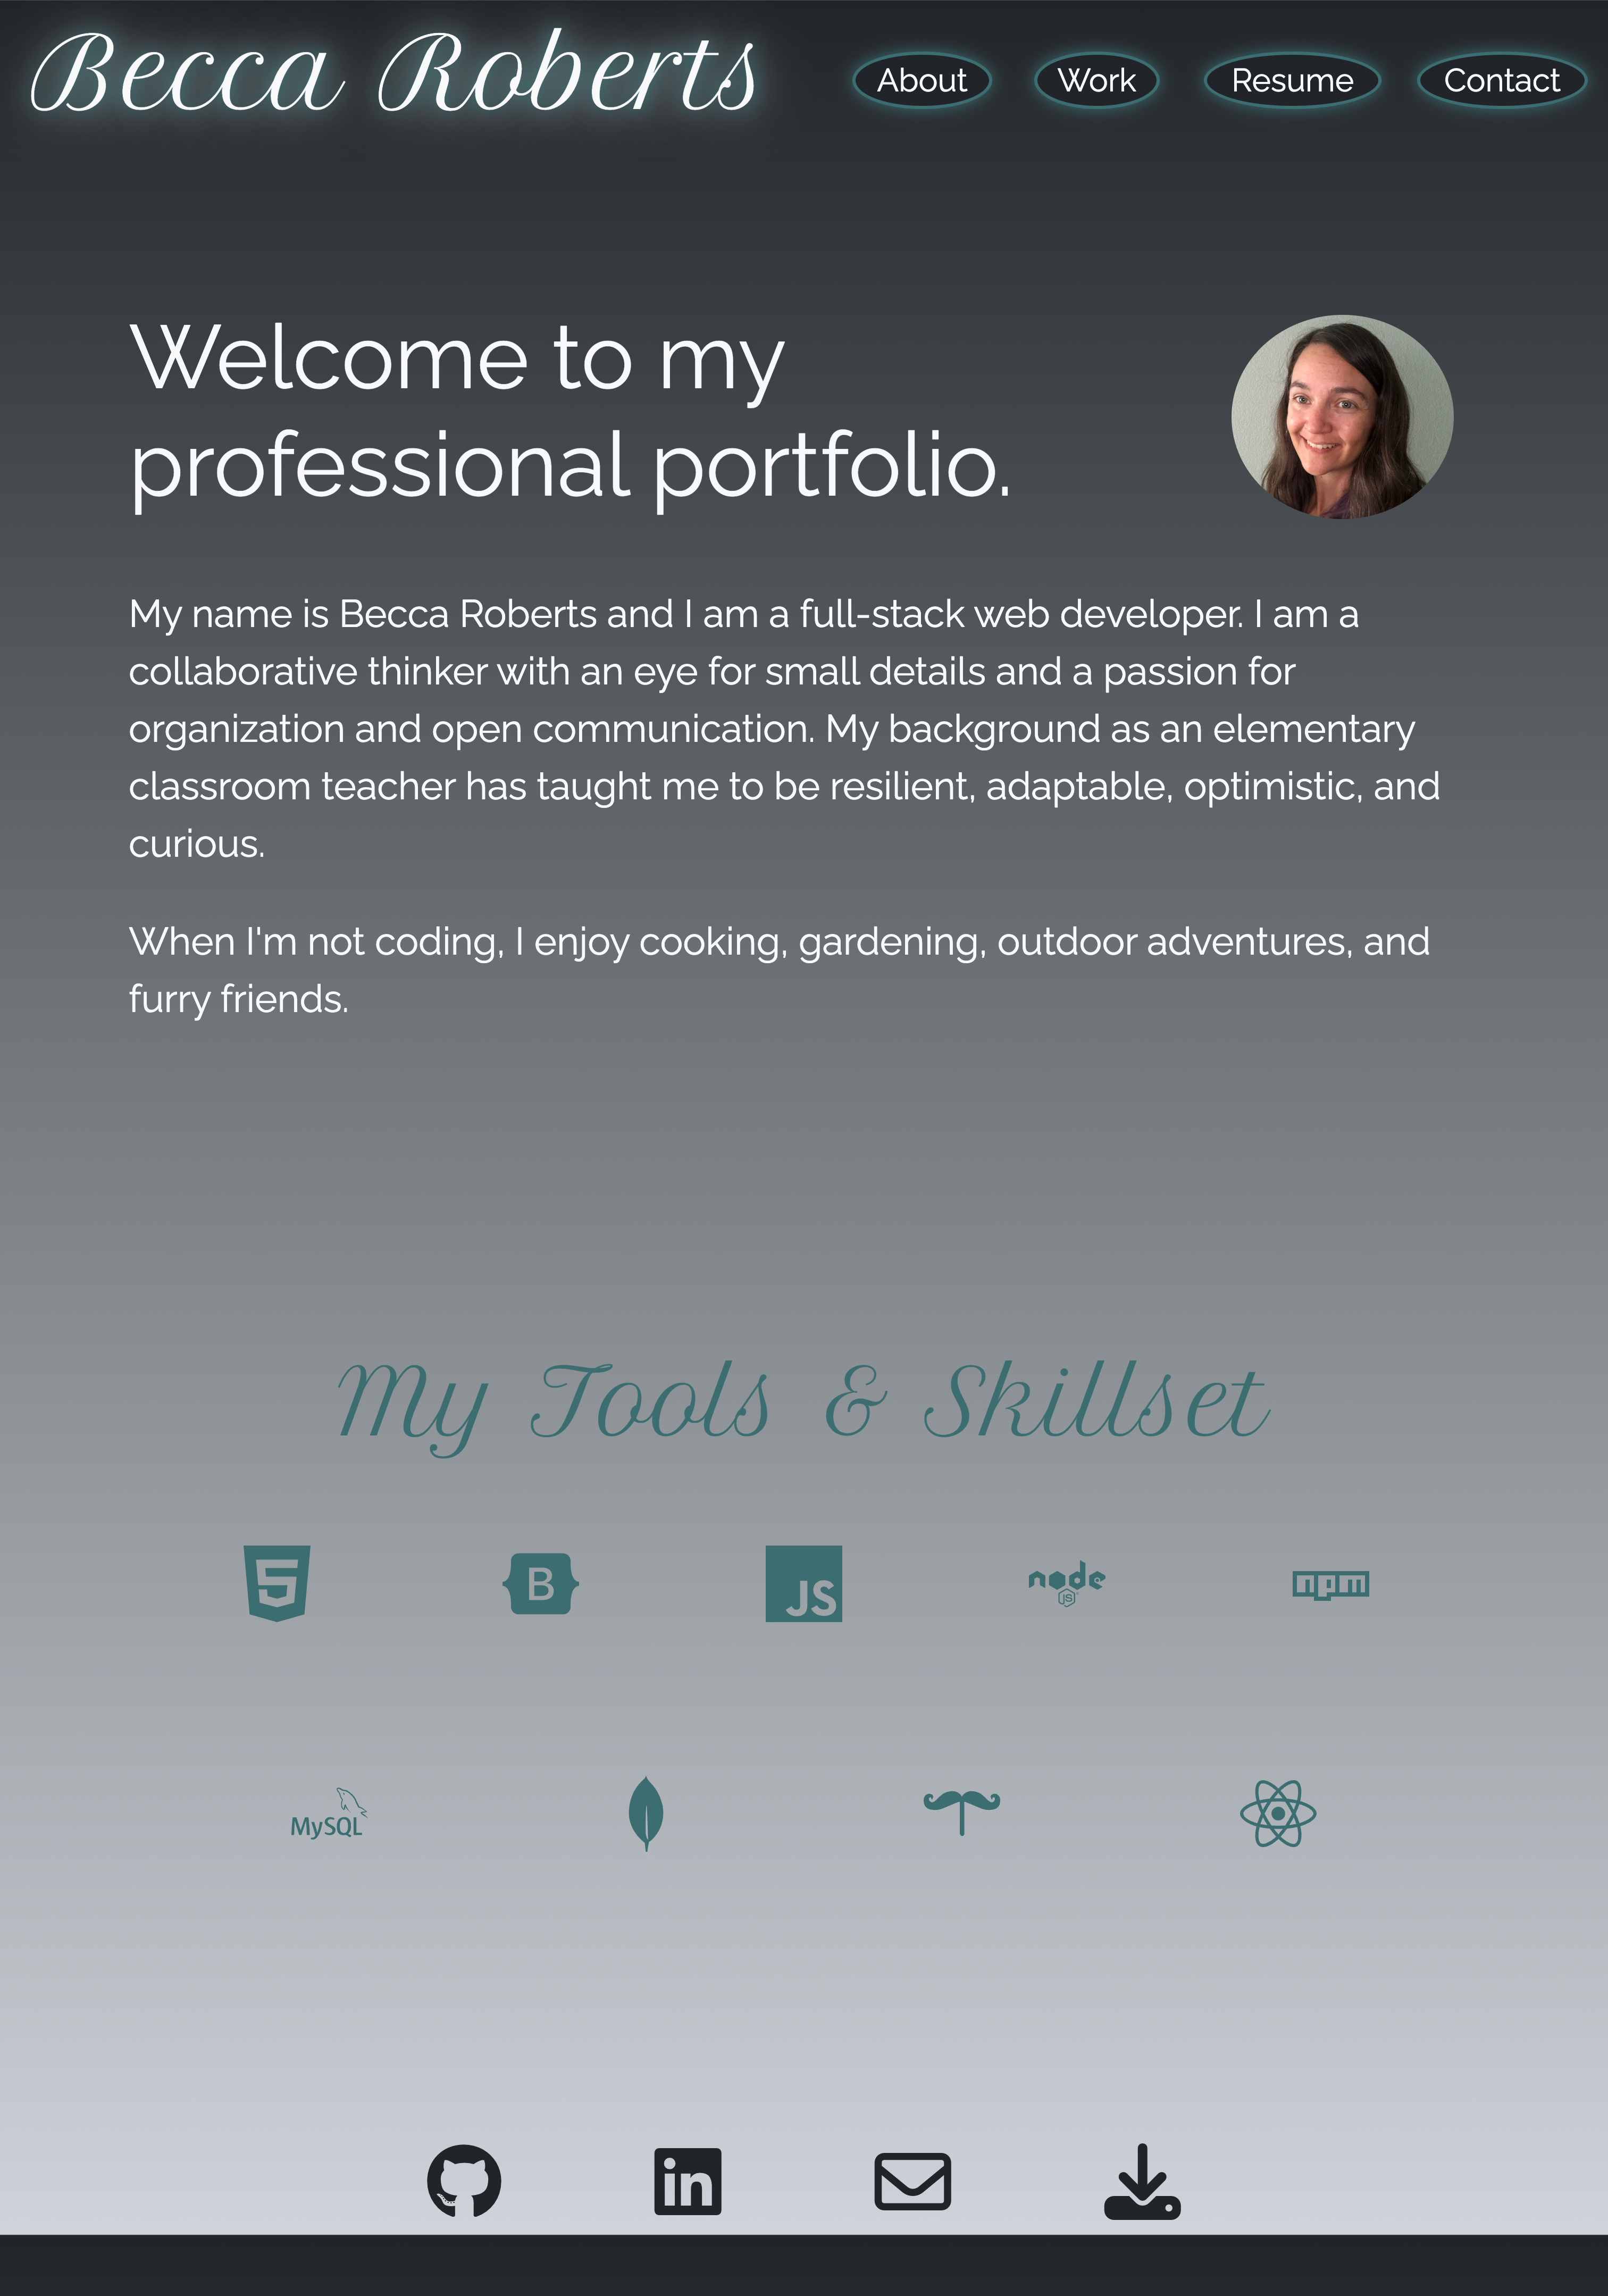 Becca Roberts
About
Work
Resume
Contact
Welcome to my
professional portfolio.
My name is Becca Roberts and I am a full-stack web developer. I am a
collaborative thinker with an eye for small details and a passion for
organization and open communication. My background as an elementary
classroom teacher has taught me to be resilient, adaptable, optimistic, and
curious.
When I'm not coding, I enjoy cooking, gardening, outdoor adventures, and
furry friends.
My Tools & Skillset
5
B
JS
node
JS
npm
MySQL
in